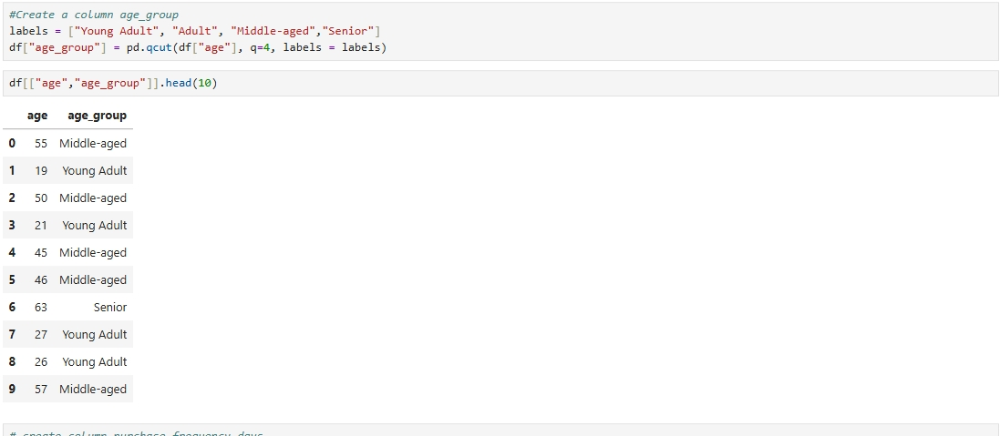 #Create a column age_group
labels = ["Young Adult", "Adult", "Middle-aged","Senior"]
df["age_group"] = pd.qcut(df["age"], q=4, labels = labels)
df[["age","age_group"]].head(10)
age age_group
0 55 Middle-aged
1 19 Young Adult
2 50 Middle-aged
3 21 Young Adult
4 45 Middle-aged
5 46 Middle-aged
6 63 Senior
7 27 Young Adult
8 26 Young Adult
9 57 Middle-aged
# create column purchase_frequency_days